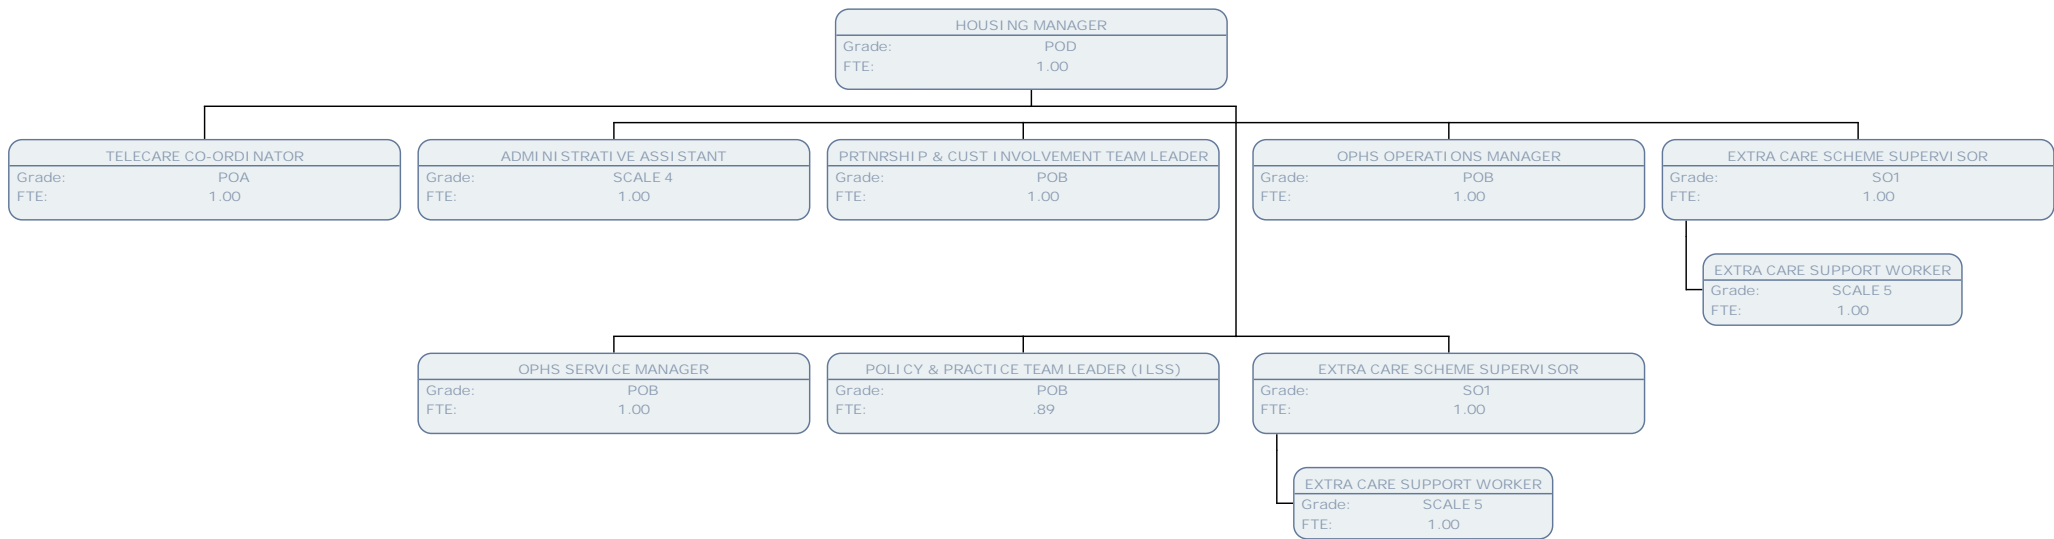 HOUSING MANAGER
Grade: POD
FTE: 1.00
TELECARE CO-ORDINATOR
Grade: POA
FTE: 1.00
ADMINISTRATIVE ASSISTANT
Grade: SCALE 4
FTE: 1.00
PRTNRSHIP & CUST INVOLVEMENT TEAM LEADER
Grade: POB
FTE: 1.00
OPHS OPERATIONS MANAGER
Grade: POB
FTE: 1.00
EXTRA CARE SCHEME SUPERVISOR
Grade: SO1
FTE: 1.00
EXTRA CARE SUPPORT WORKER
Grade: SCALE 5
FTE: 1.00
OPHS SERVICE MANAGER
Grade: POB
FTE: 1.00
POLICY & PRACTICE TEAM LEADER (ILSS)
Grade: POB
FTE: .89
EXTRA CARE SCHEME SUPERVISOR
Grade: SO1
FTE: 1.00
EXTRA CARE SUPPORT WORKER
Grade: SCALE 5
FTE: 1.00